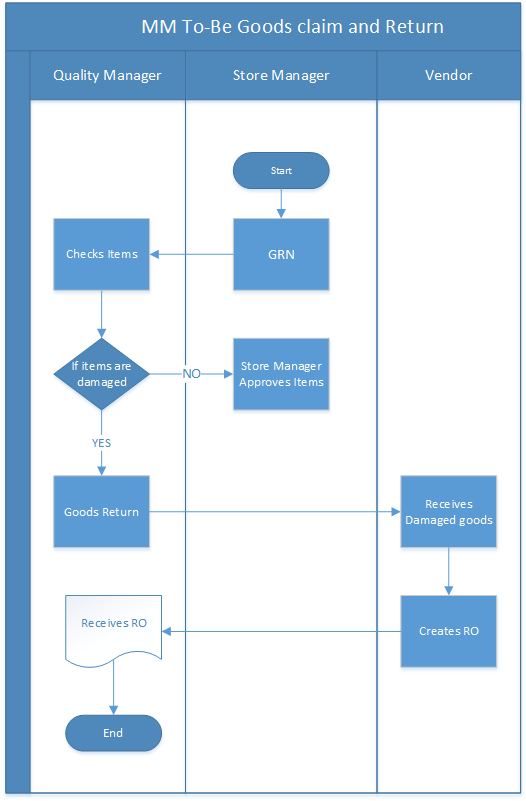 MM To-Be Goods claim and Return
Quality Manager
Store Manager
Vendor
Start
GRN
Checks Items
If items are
damaged
NO
Store Manager
Approves Items
YES
Goods Return
Receives
Damaged goods
Creates RO
Receives RO
End